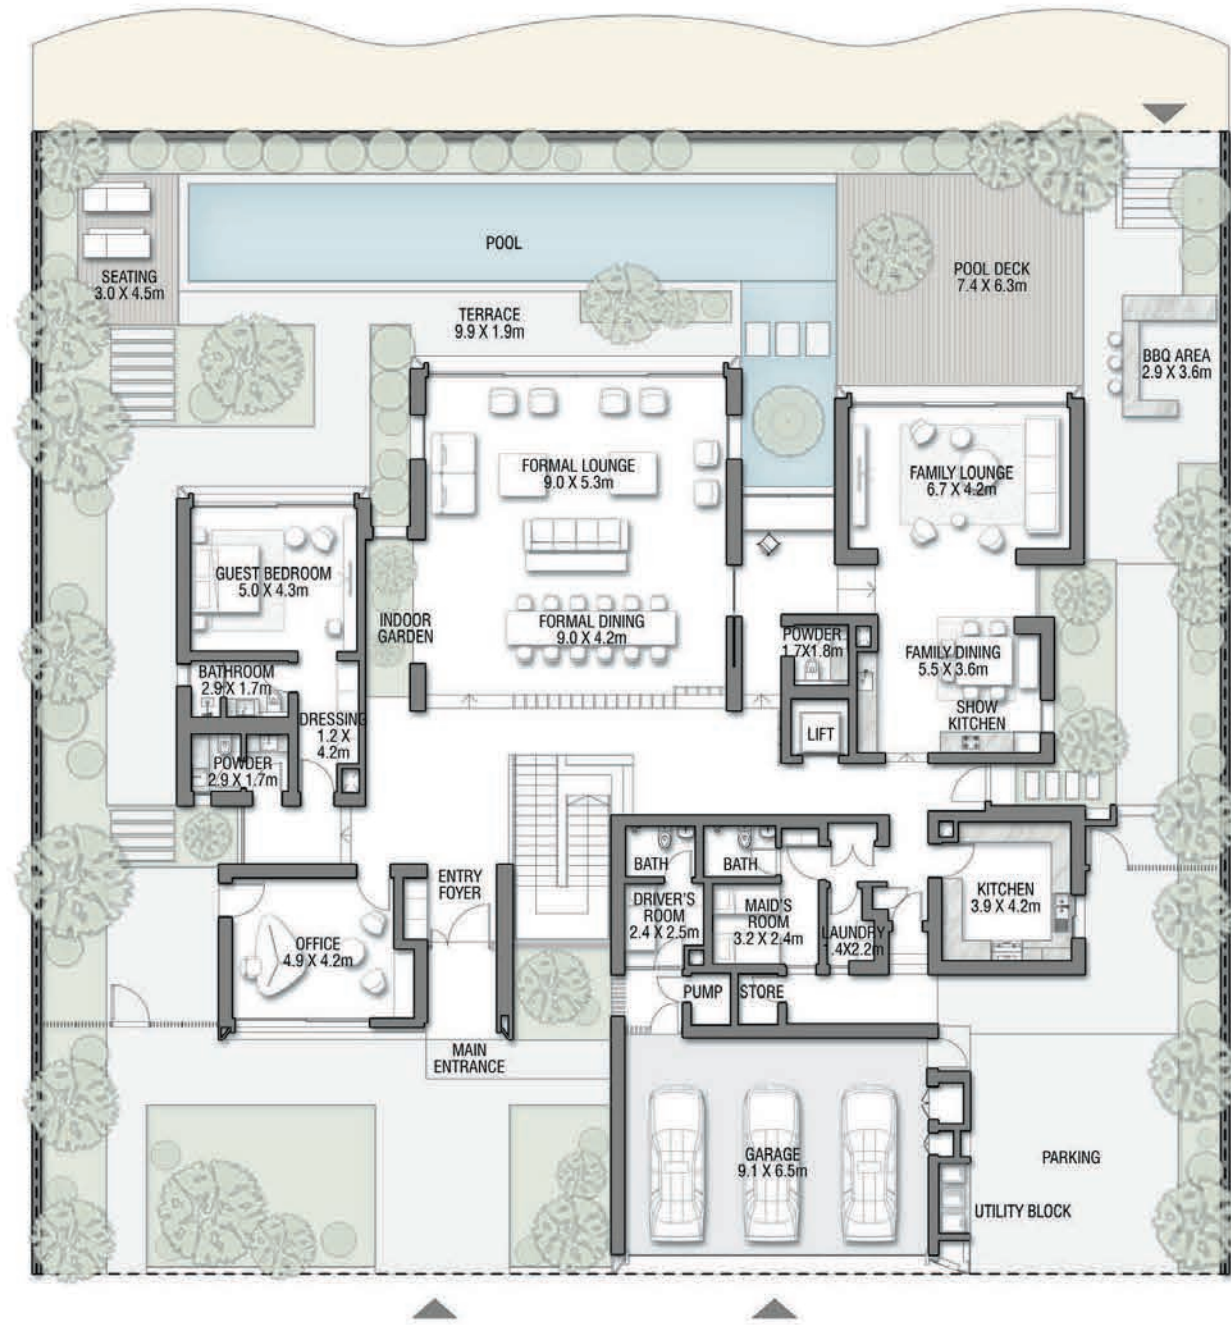 POOL
SEATING
3.0 X 4.5m
POOL DECK
7.4 X 6.3m
TERRACE
9.9 X 1.9m
BBQ AREA
2.9 X 3.6m
FORMAL LOUNGE
9.0 X 5.3m
FAMILY LOUNGE
6.7 X 4.2m
GUEST BEDROOM
5.0 X 4.3m
INDOOR
GARDEN
FORMAL DINING
9.0 X 4.2m
POWDER
1.7X1.8m
FAMILY DINING
5.5 X 3.6m
BATHROOM
2.9 X 1.7m
DRESSING
1.2 X
4.2m
SHOW
KITCHEN
LIFT
POWDER
2.9 X 1.7m
BATH
BATH
ENTRY
FOYER
DRIVER'S
ROOM
2.4 X 2.5m
MAID'S
ROOM
3.2 X 2.4m
LAUNDRY
1.4X2.2m
KITCHEN
3.9 X 4.2m
OFFICE
4.9 X 4.2m
PUMP
STORE
MAIN
ENTRANCE
GARAGE
9.1 X 6.5m
PARKING
UTILITY BLOCK